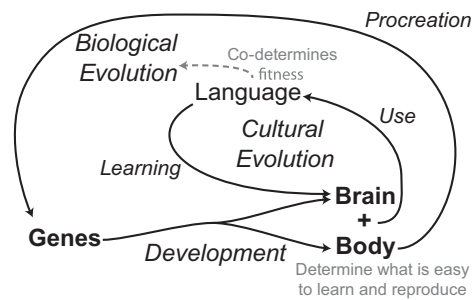 Procreation
Biological
Evolution
Co-determines
fitness
Language
Use
Cultural
Evolution
Learning
Brain
+
Genes
Body
Development
Determine what is easy
to learn and reproduce